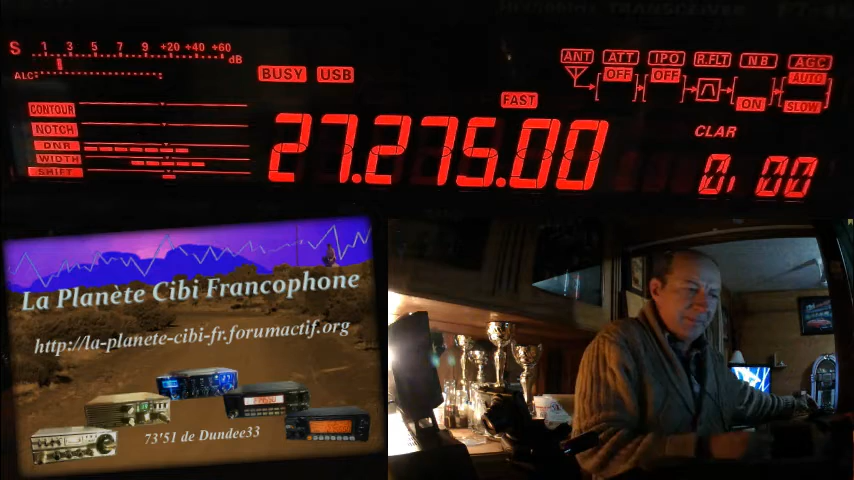 S 1 3 5 7 9 +20 +40 +60 dB
ALC
BUSY USB
ANT ATT IPO R.FLT NB AGC
OFF OFF AUTO
ON SLOW
FAST
CONTOUR
NOTCH
DNR
WIDTH
SHIFT
27.275.00
CLAR
0.00
La Planète Cibi Francophone
http://la-planete-cibi-fr.forumactif.org
73'51 de Dundee33